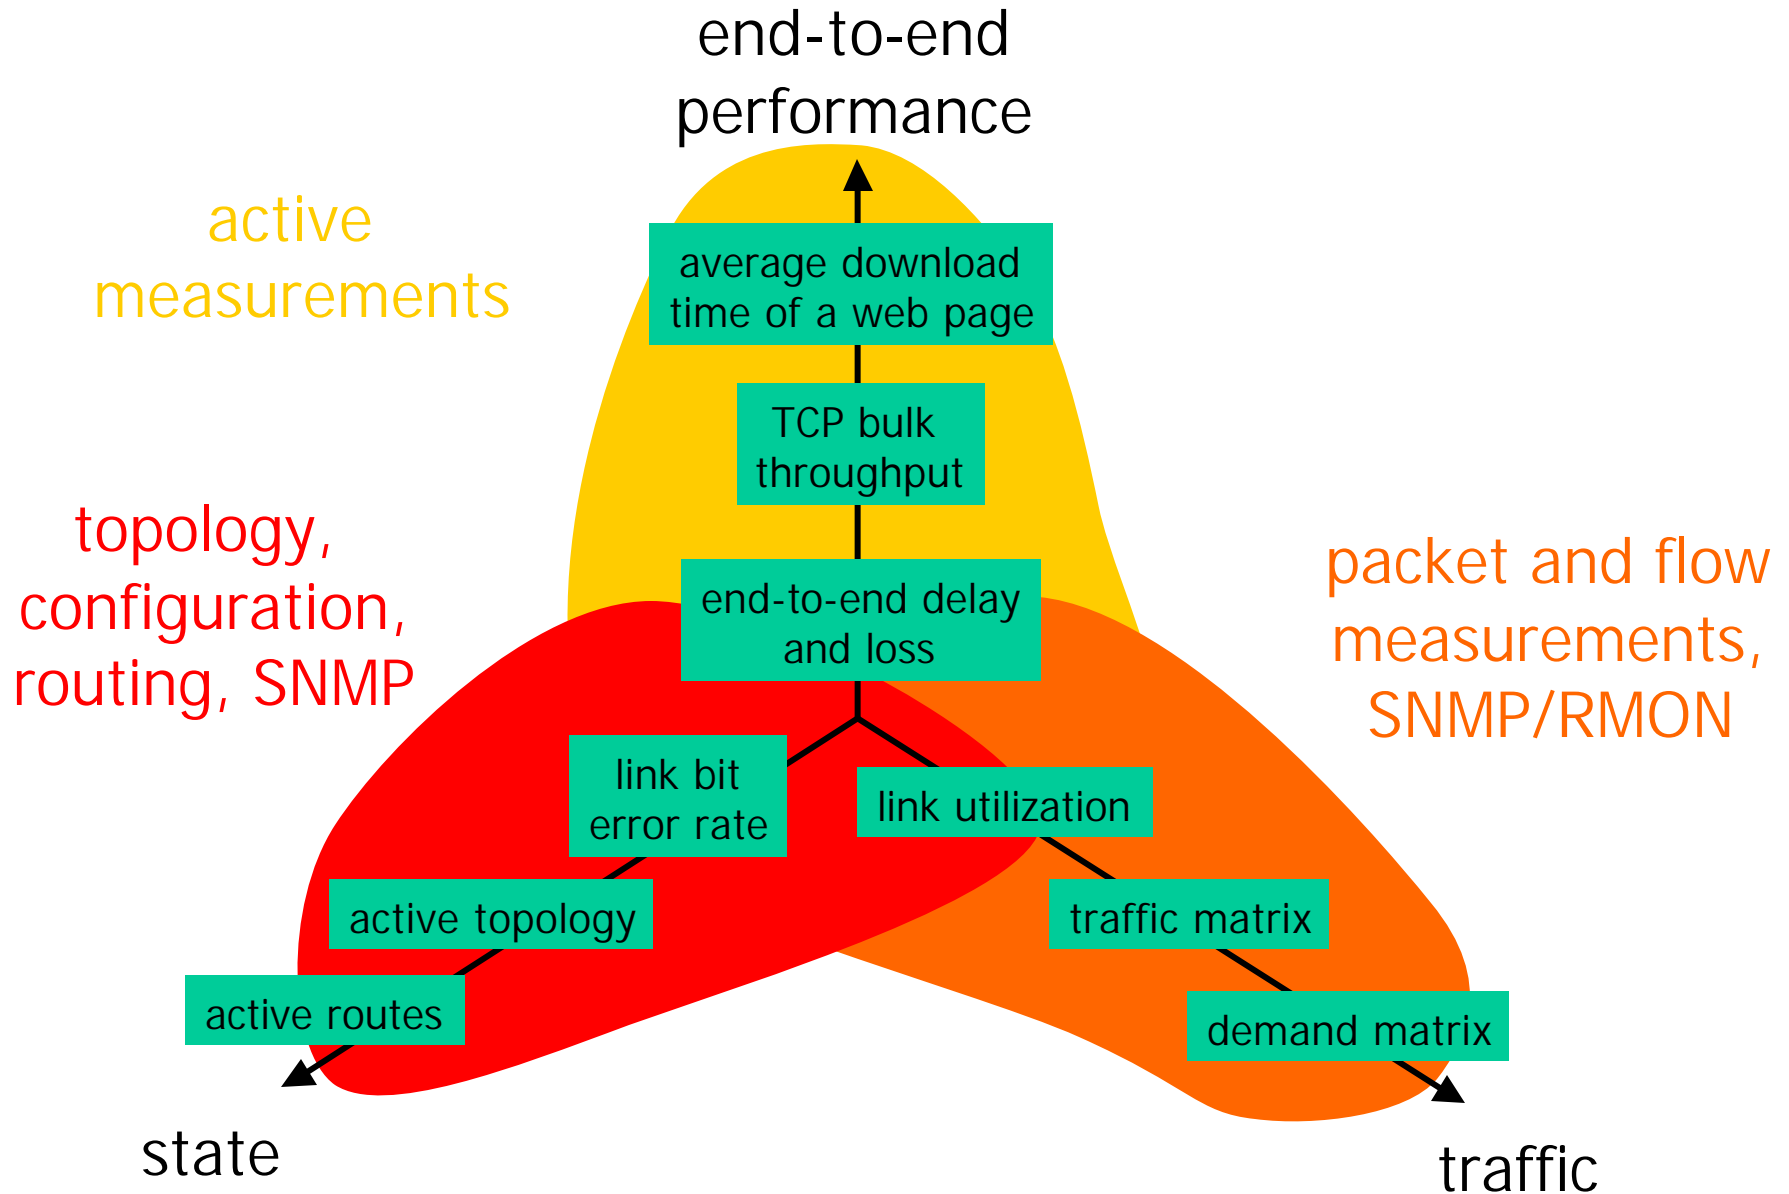 end-to-end
performance
active
measurements
average download
time of a web page
TCP bulk
throughput
topology,
configuration,
routing, SNMP
packet and flow
measurements,
SNMP/RMON
end-to-end delay
and loss
link bit
error rate
link utilization
active topology
traffic matrix
active routes
demand matrix
state
traffic